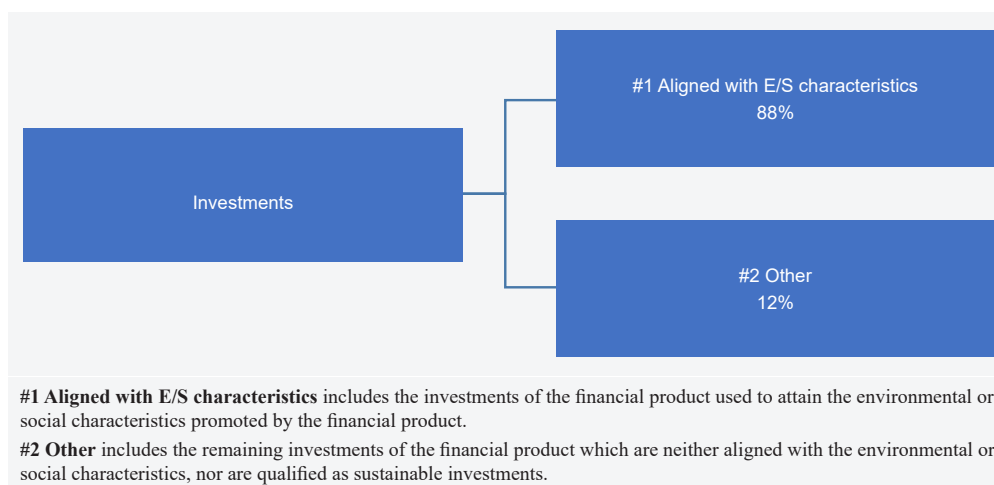 #1 Aligned with E/S characteristics
88%
Investments
#2 Other
12%
#1 Aligned with E/S characteristics includes the investments of the financial product used to attain the environmental or
social characteristics promoted by the financial product.
#2 Other includes the remaining investments of the financial product which are neither aligned with the environmental or
social characteristics, nor are qualified as sustainable investments.